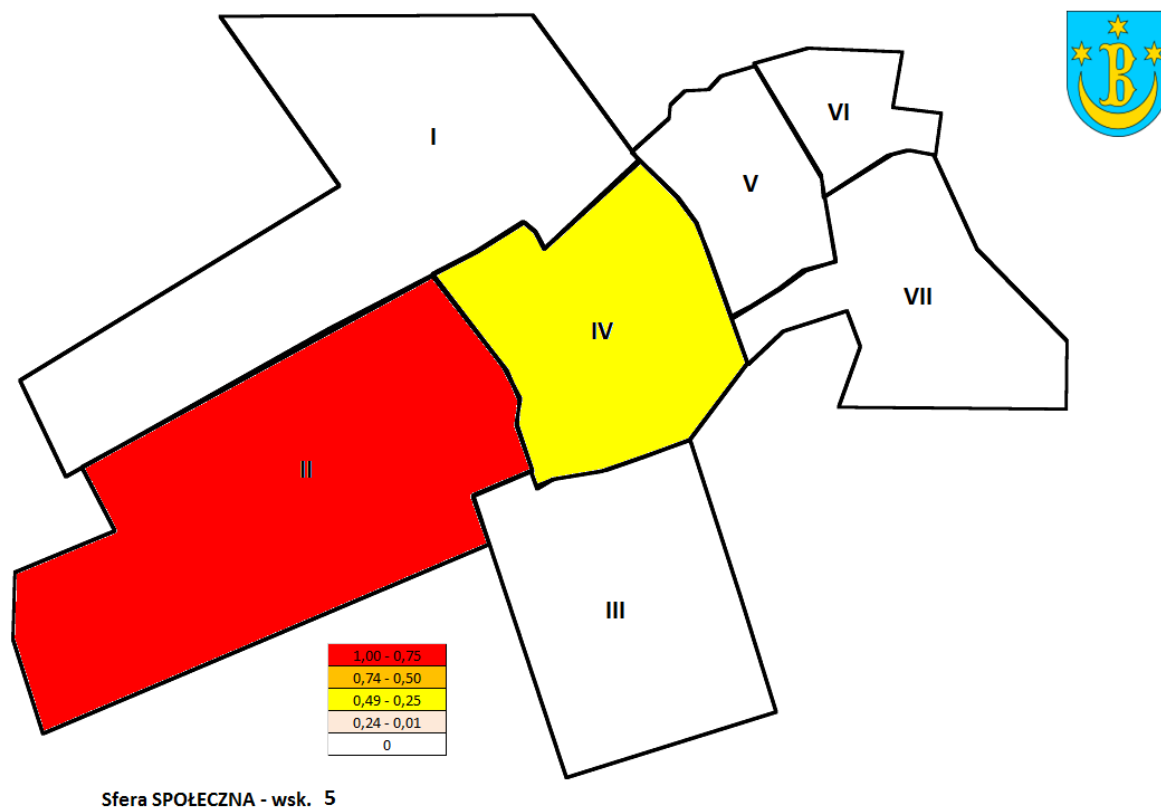 B
I
VI
V
VII
IV
II
III
1,00 - 0,75
0,74 - 0,50
0,49 - 0,25
0,24 - 0,01
0
Sfera SPOŁECZNA - wsk. 5